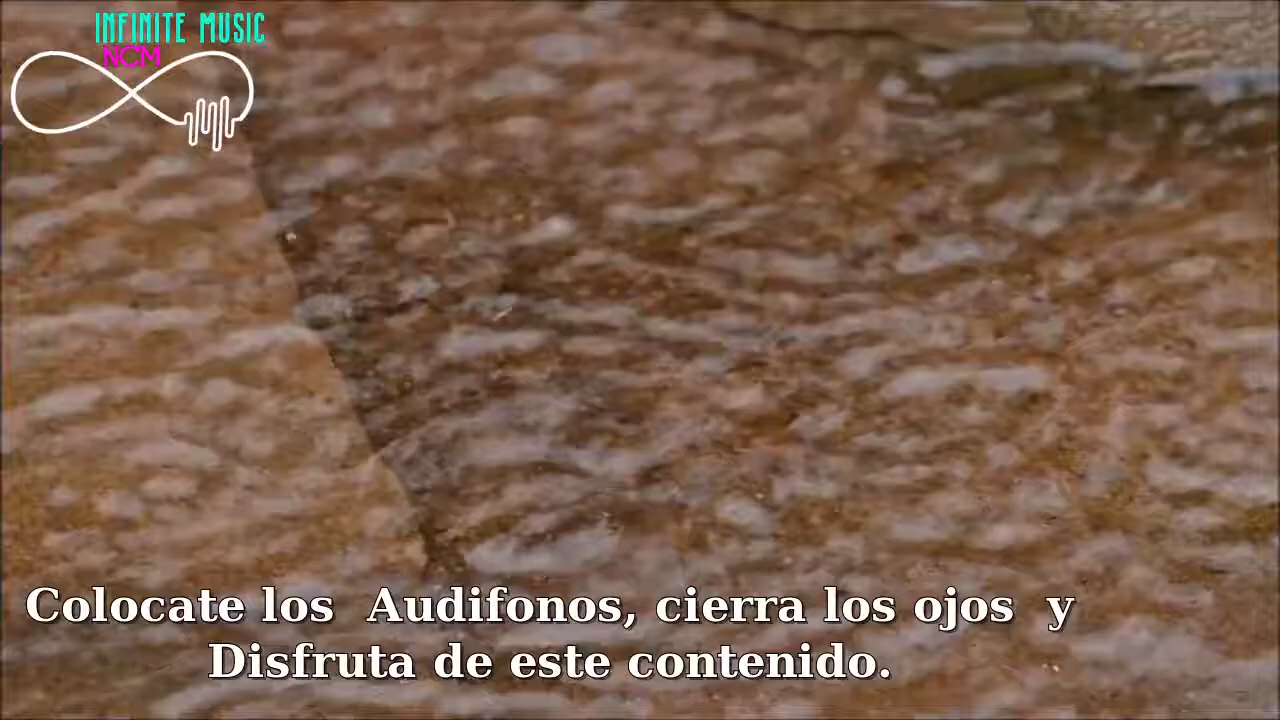 INFINITE MUSIC
NCM
Colocate los  Audifonos, cierra los ojos  y
Disfruta de este contenido.